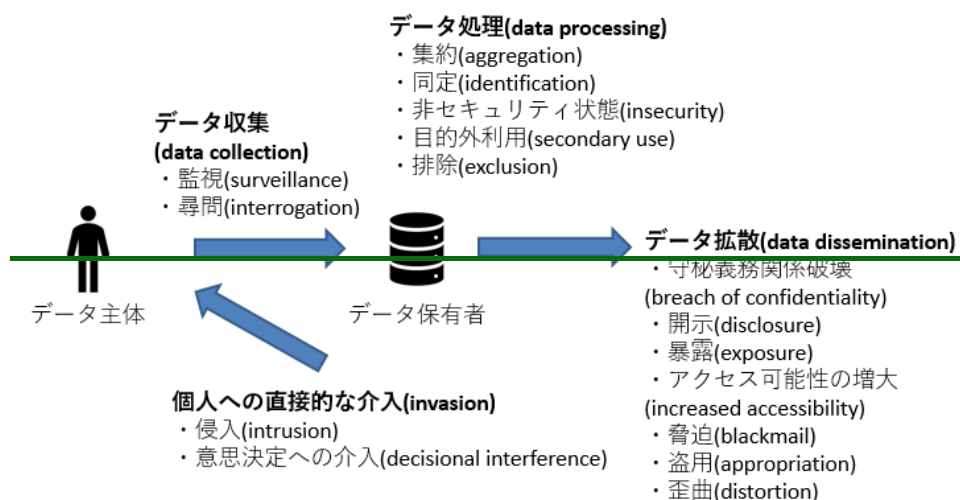 データ処理(data processing)
・集約(aggregation)
・同定(identification)
・非セキュリティ状態(insecurity)
・目的外利用(secondary use)
・排除(exclusion)
データ収集
(data collection)
・監視(surveillance)
・尋問(interrogation)
データ主体
データ保有者
データ拡散(data dissemination)
・守秘義務関係破壊
(breach of confidentiality)
・開示(disclosure)
・暴露(exposure)
・アクセス可能性の増大
(increased accessibility)
・脅迫(blackmail)
・盗用(appropriation)
・歪曲(distortion)
個人への直接的な介入(invasion)
・侵入(intrusion)
・意思決定への介入(decisional interference)